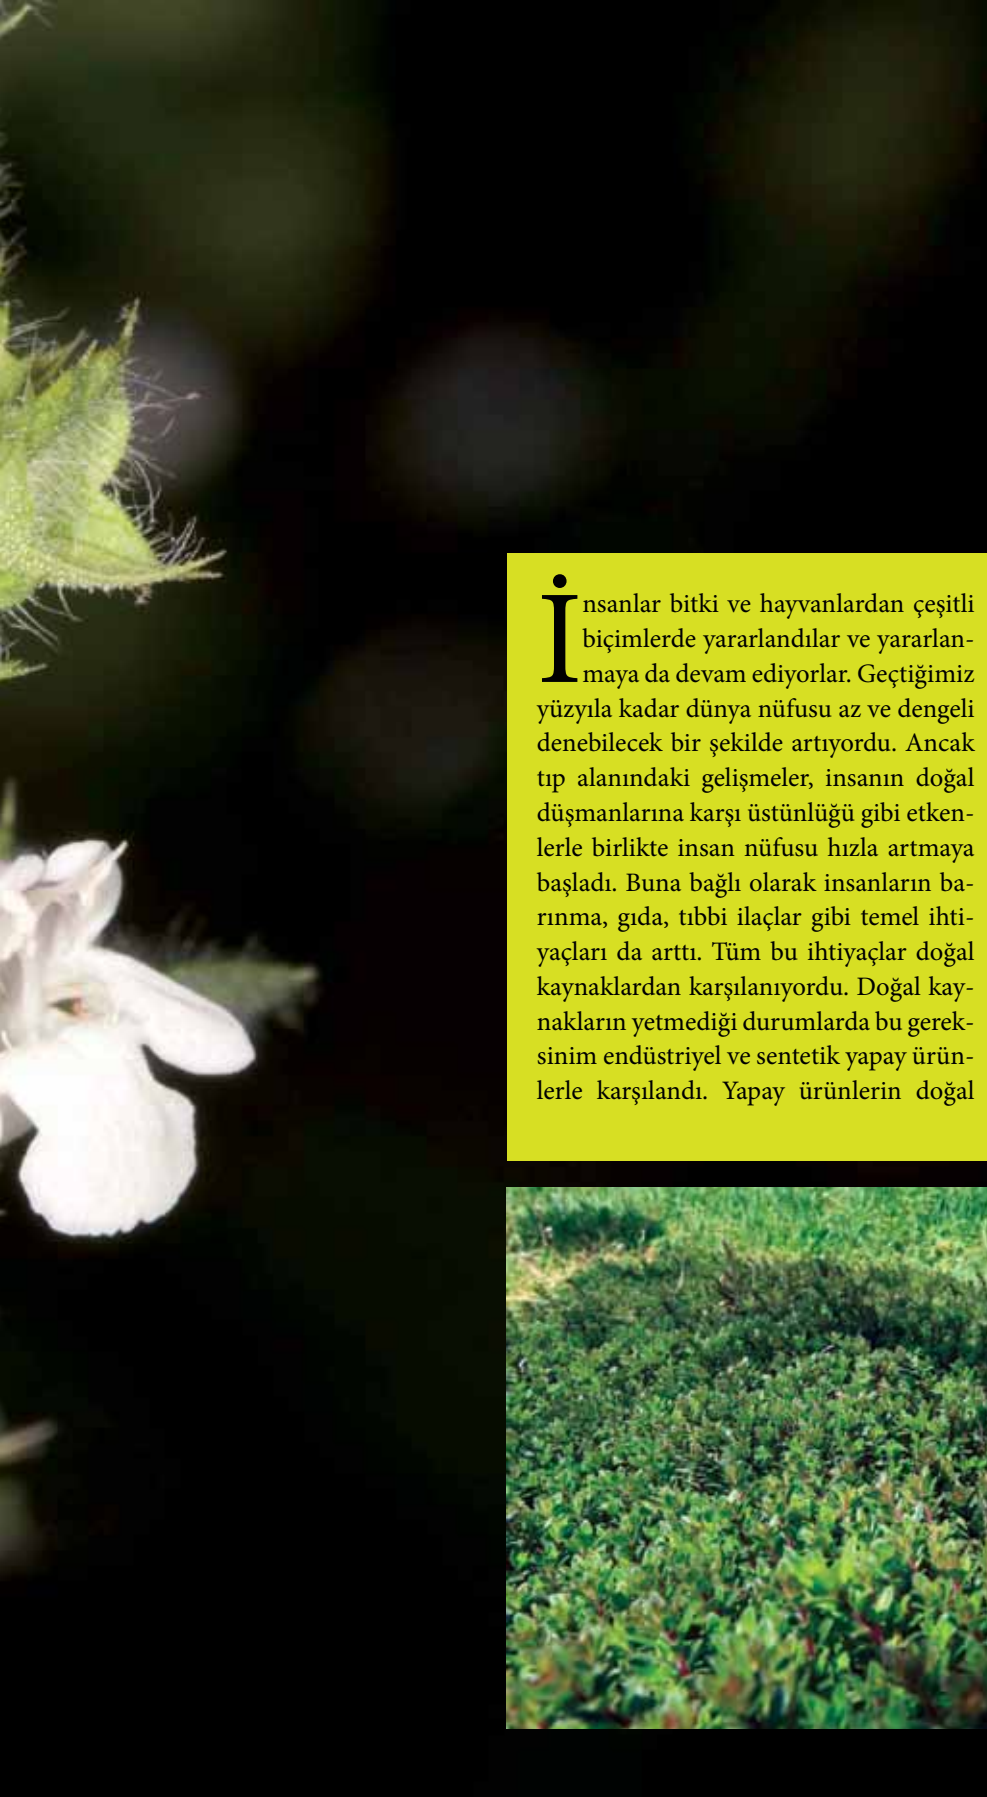 İnsanlar bitki ve hayvanlardan çeşitli
biçimlerde yararlandılar ve yararlan-
maya da devam ediyorlar. Geçtiğimiz
yüzyıla kadar dünya nüfusu az ve dengeli
denebilecek bir şekilde artıyordu. Ancak
tıp alanındaki gelişmeler, insanın doğal
düşmanlarına karşı üstünlüğü gibi etken-
lerle birlikte insan nüfusu hızla artmaya
başladı. Buna bağlı olarak insanların ba-
rınma, gıda, tıbbi ilaçlar gibi temel ihti-
yaçları da arttı. Tüm bu ihtiyaçlar doğal
kaynaklardan karşılanıyordu. Doğal kay-
nakların yetmediği durumlarda bu gerek-
sinim endüstriyel ve sentetik yapay ürün-
lerle karşılandı. Yapay ürünlerin doğal